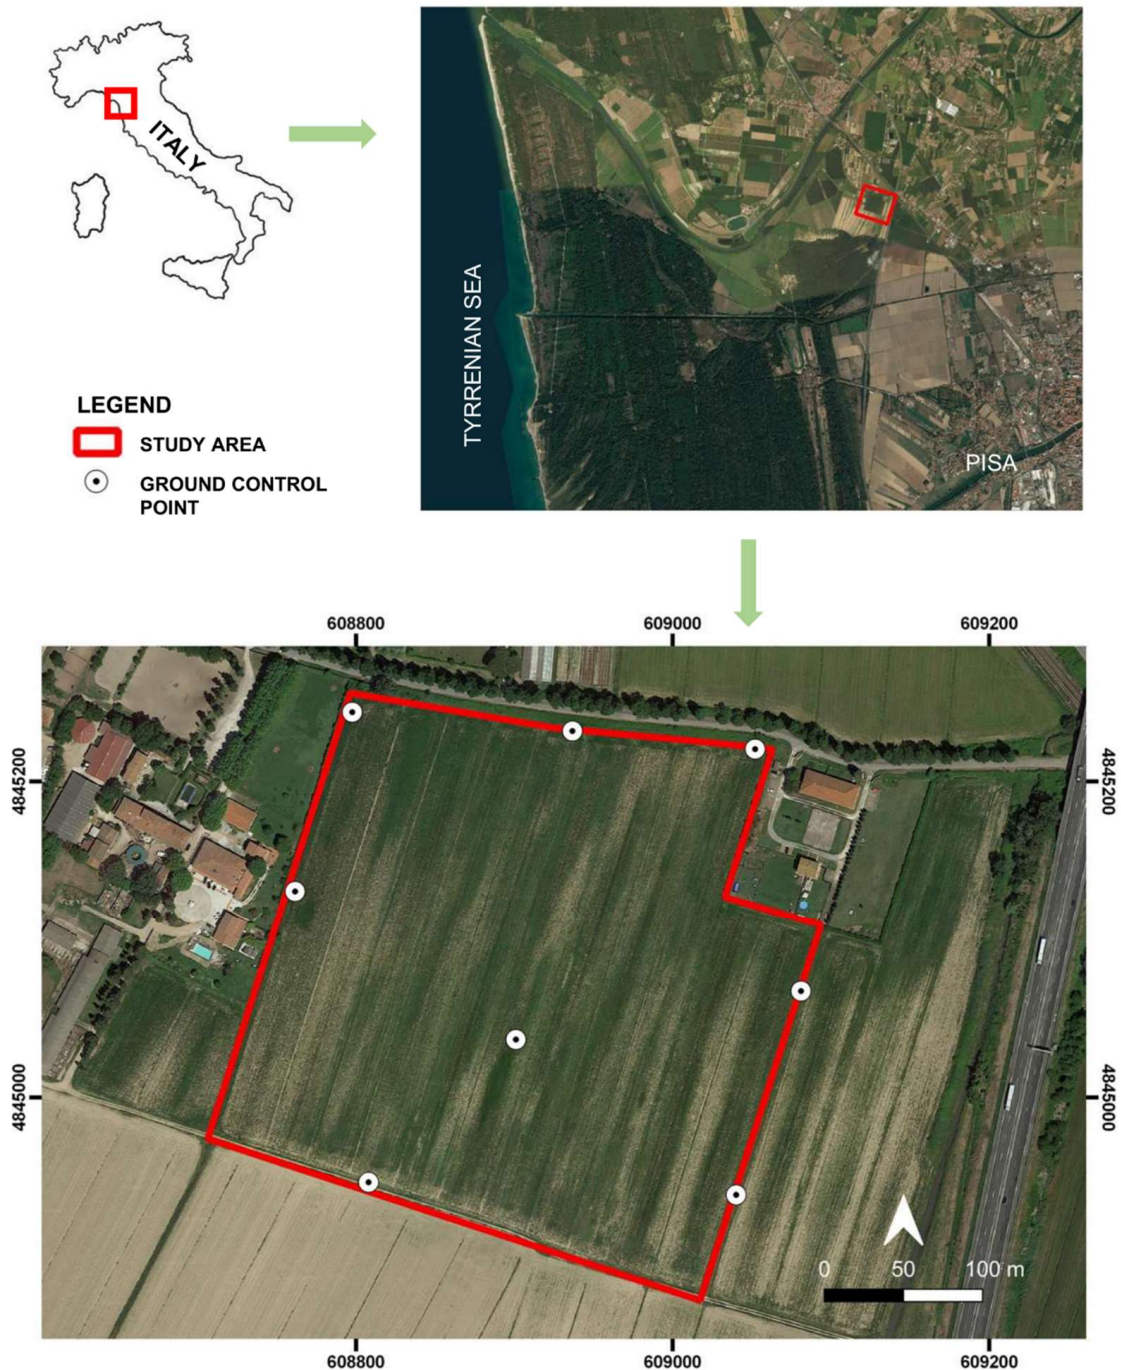 ITALY
TYRRENIAN SEA
PISA
LEGEND
STUDY AREA
GROUND CONTROL
POINT
608800 609000 609200
4845200 4845200
4845000 4845000
0 50 100 m
608800 609000 609200